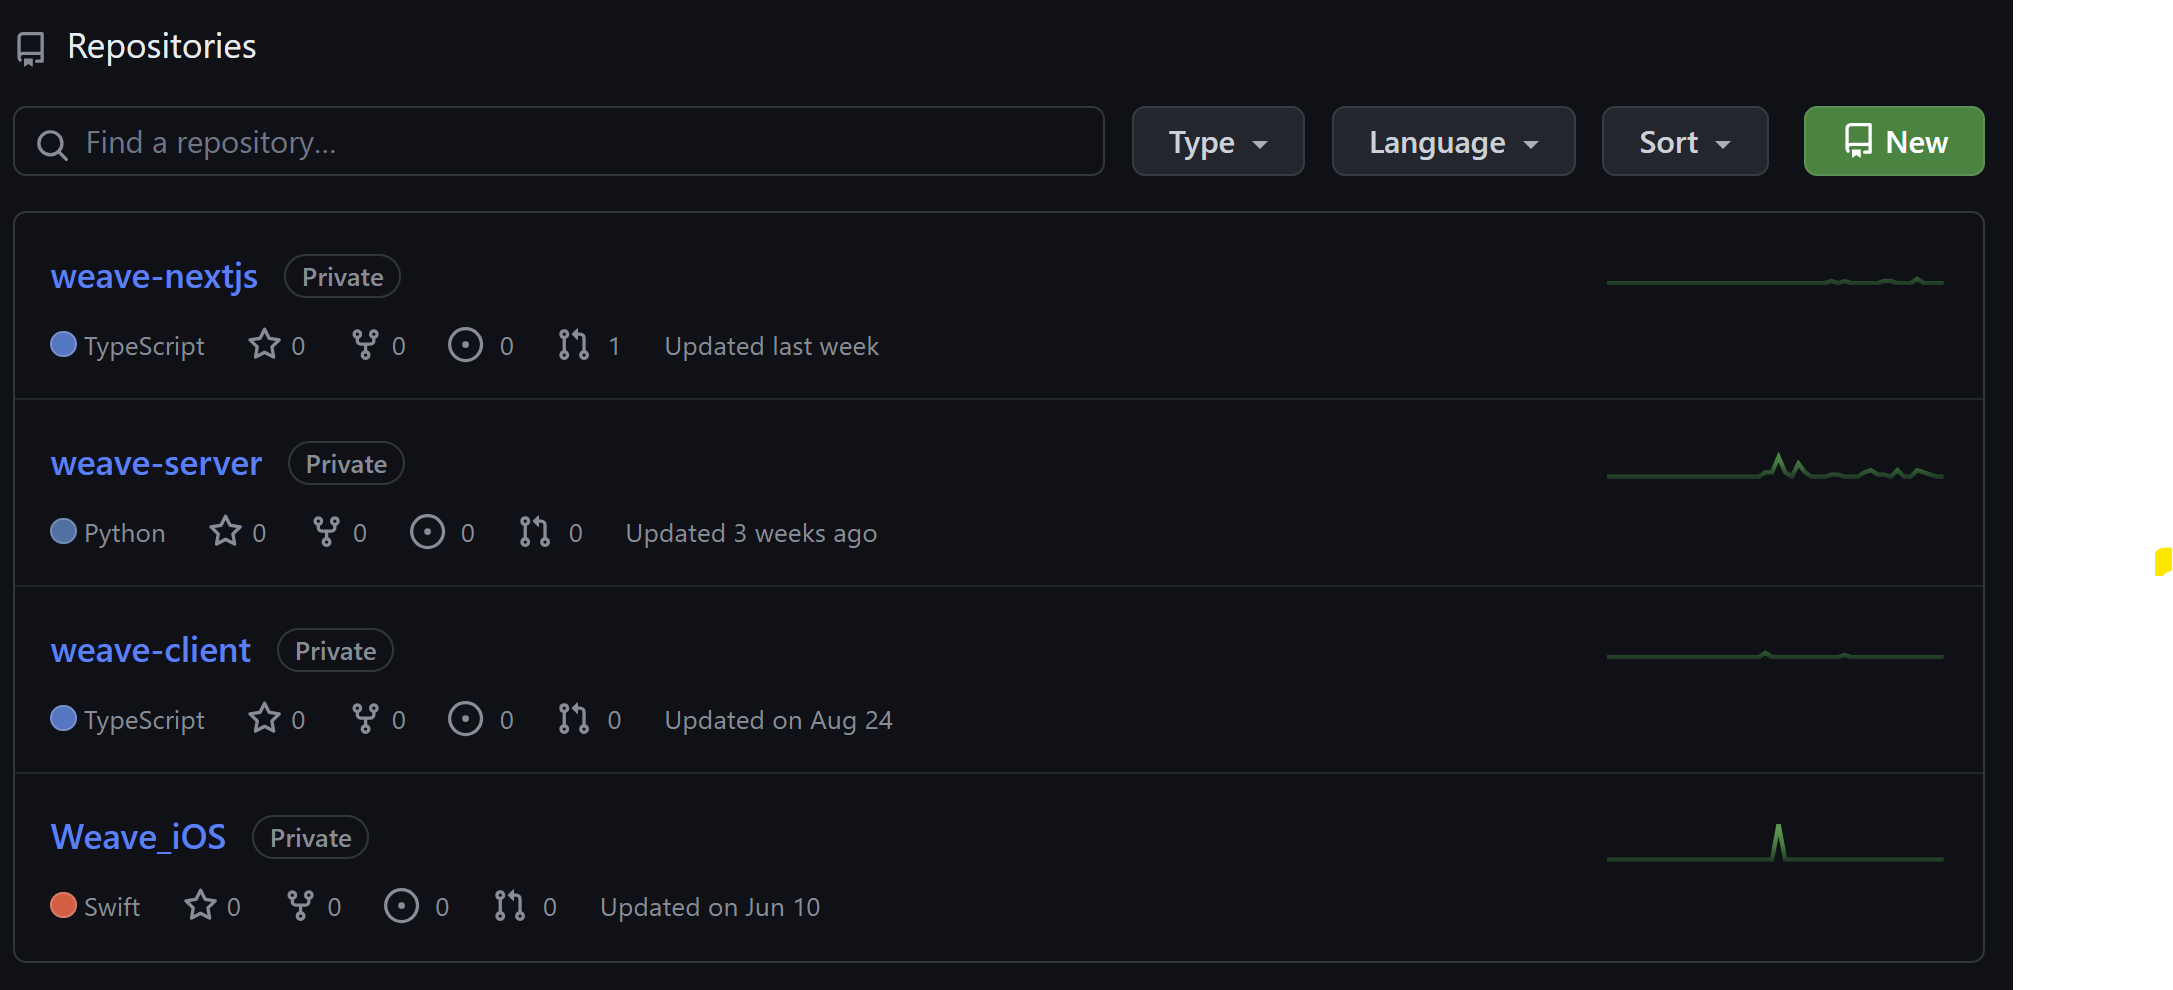 Repositories
Find a repository...
Type
Language
Sort
New
weave-nextjs Private
TypeScript 0 0 0 1 Updated last week
weave-server Private
Python 0 0 0 0 Updated 3 weeks ago
weave-client Private
TypeScript 0 0 0 0 Updated on Aug 24
Weave_iOS Private
Swift 0 0 0 0 Updated on Jun 10